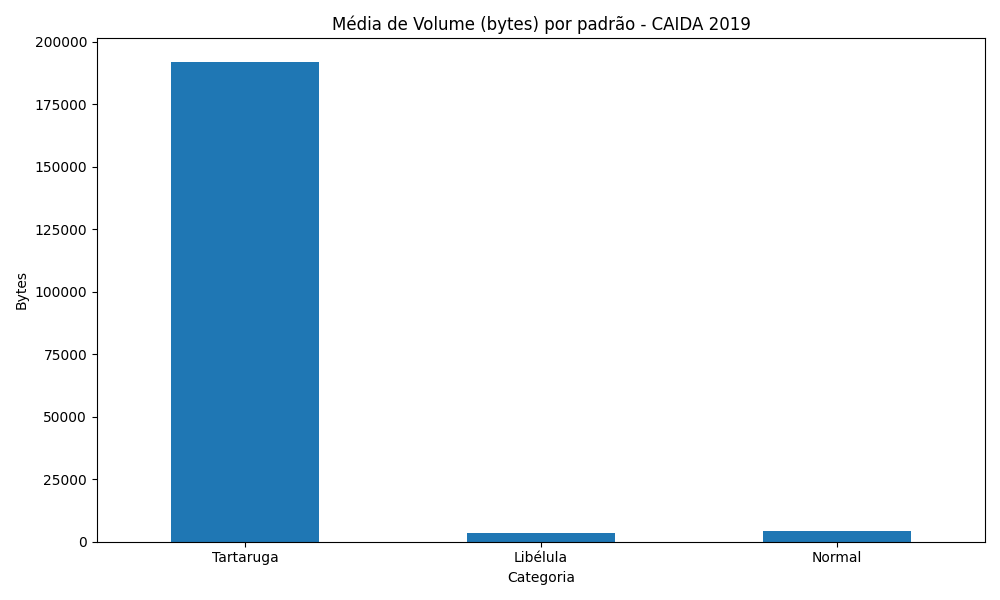 Média de Volume (bytes) por padrão - CAIDA 2019
200000
175000
150000
125000
100000
75000
50000
25000
0
Bytes
Tartaruga
Libélula
Normal
Categoria